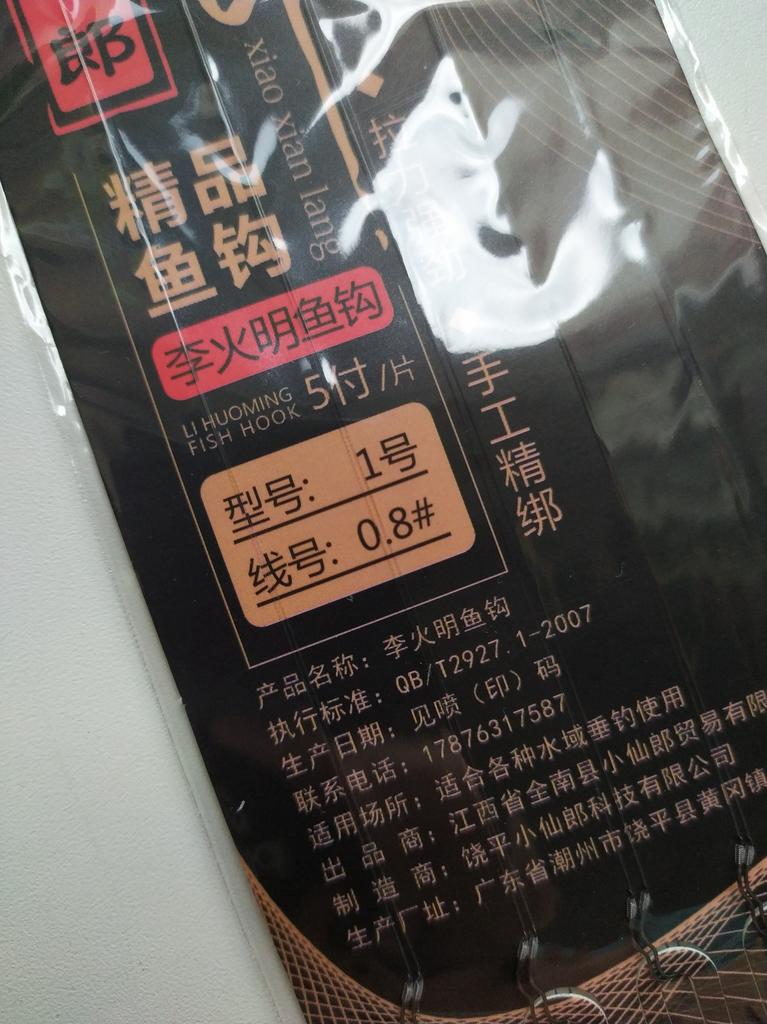 郎
xiao xian lang
精品
鱼钩
拉力强劲
手工精绑
李火明鱼钩
LI HUOMING
FISH HOOK
5付/片
型号: 1号
线号: 0.8#
产品名称: 李火明鱼钩
执行标准: QB/T2927.1-2007
生产日期: 见喷（印）码
联系电话: 17876317587
适用场所: 适合各种水域垂钓使用
出品商: 江西省全南县小仙郎贸易有限
制造商: 饶平小仙郎科技有限公司
生产厂址: 广东省潮州市饶平县黄冈镇